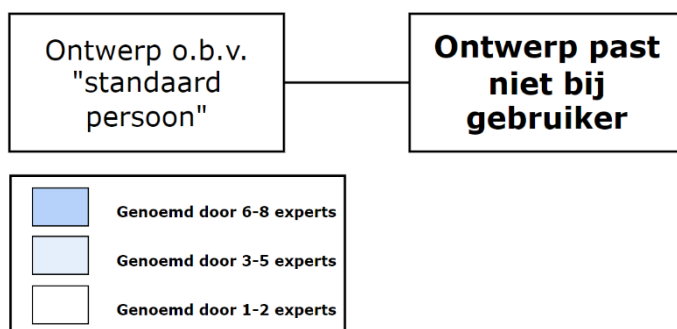 Ontwerp o.b.v.
"standaard
persoon"
Ontwerp past
niet bij
gebruiker
Genoemd door 6-8 experts
Genoemd door 3-5 experts
Genoemd door 1-2 experts